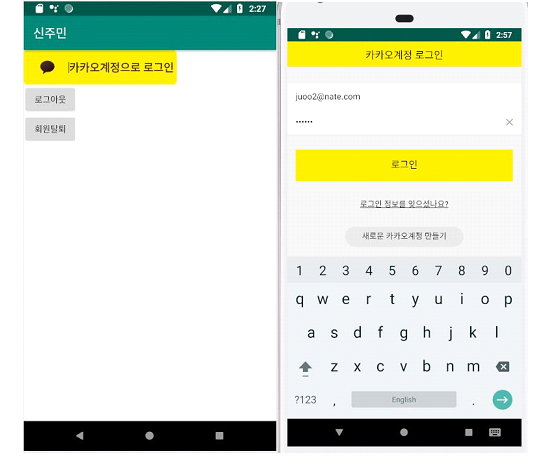 2:27
신주민
카카오계정으로 로그인
로그아웃
회원탈퇴
2:57
카카오계정 로그인
juoo2@nate.com
••••••
로그인
로그인 정보를 잊으셨나요?
새로운 카카오계정 만들기
1 2 3 4 5 6 7 8 9 0
q w e r t y u i o p
a s d f g h j k l
z x c v b n m
?123 , English .